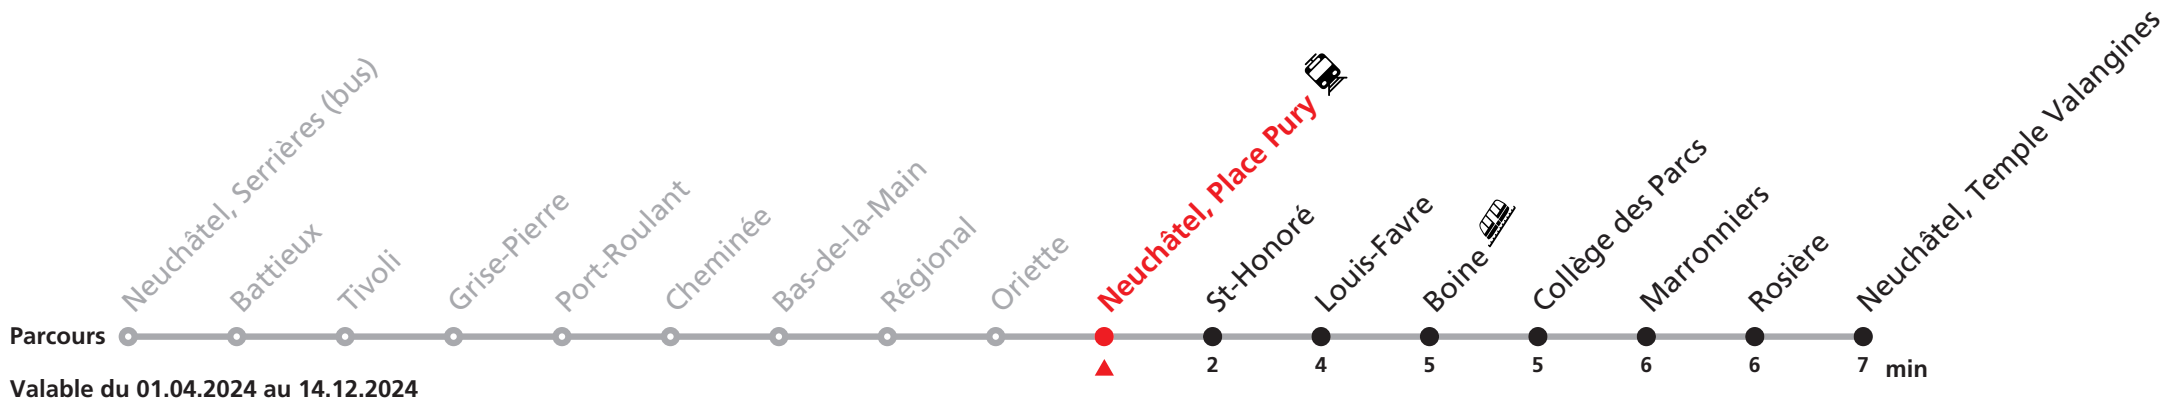 Neuchâtel, Serrières (bus)
Battieux
Tivoli
Grise-Pierre
Port-Roulant
Cheminée
Bas-de-la-Main
Régional
Oriette
Neuchâtel, Place Pury
St-Honoré
Louis-Favre
Boine
Collège des Parcs
Marronniers
Rosière
Neuchâtel, Temple Valangines
Parcours
2 4 5 5 6 6 7 min
Valable du 01.04.2024 au 14.12.2024